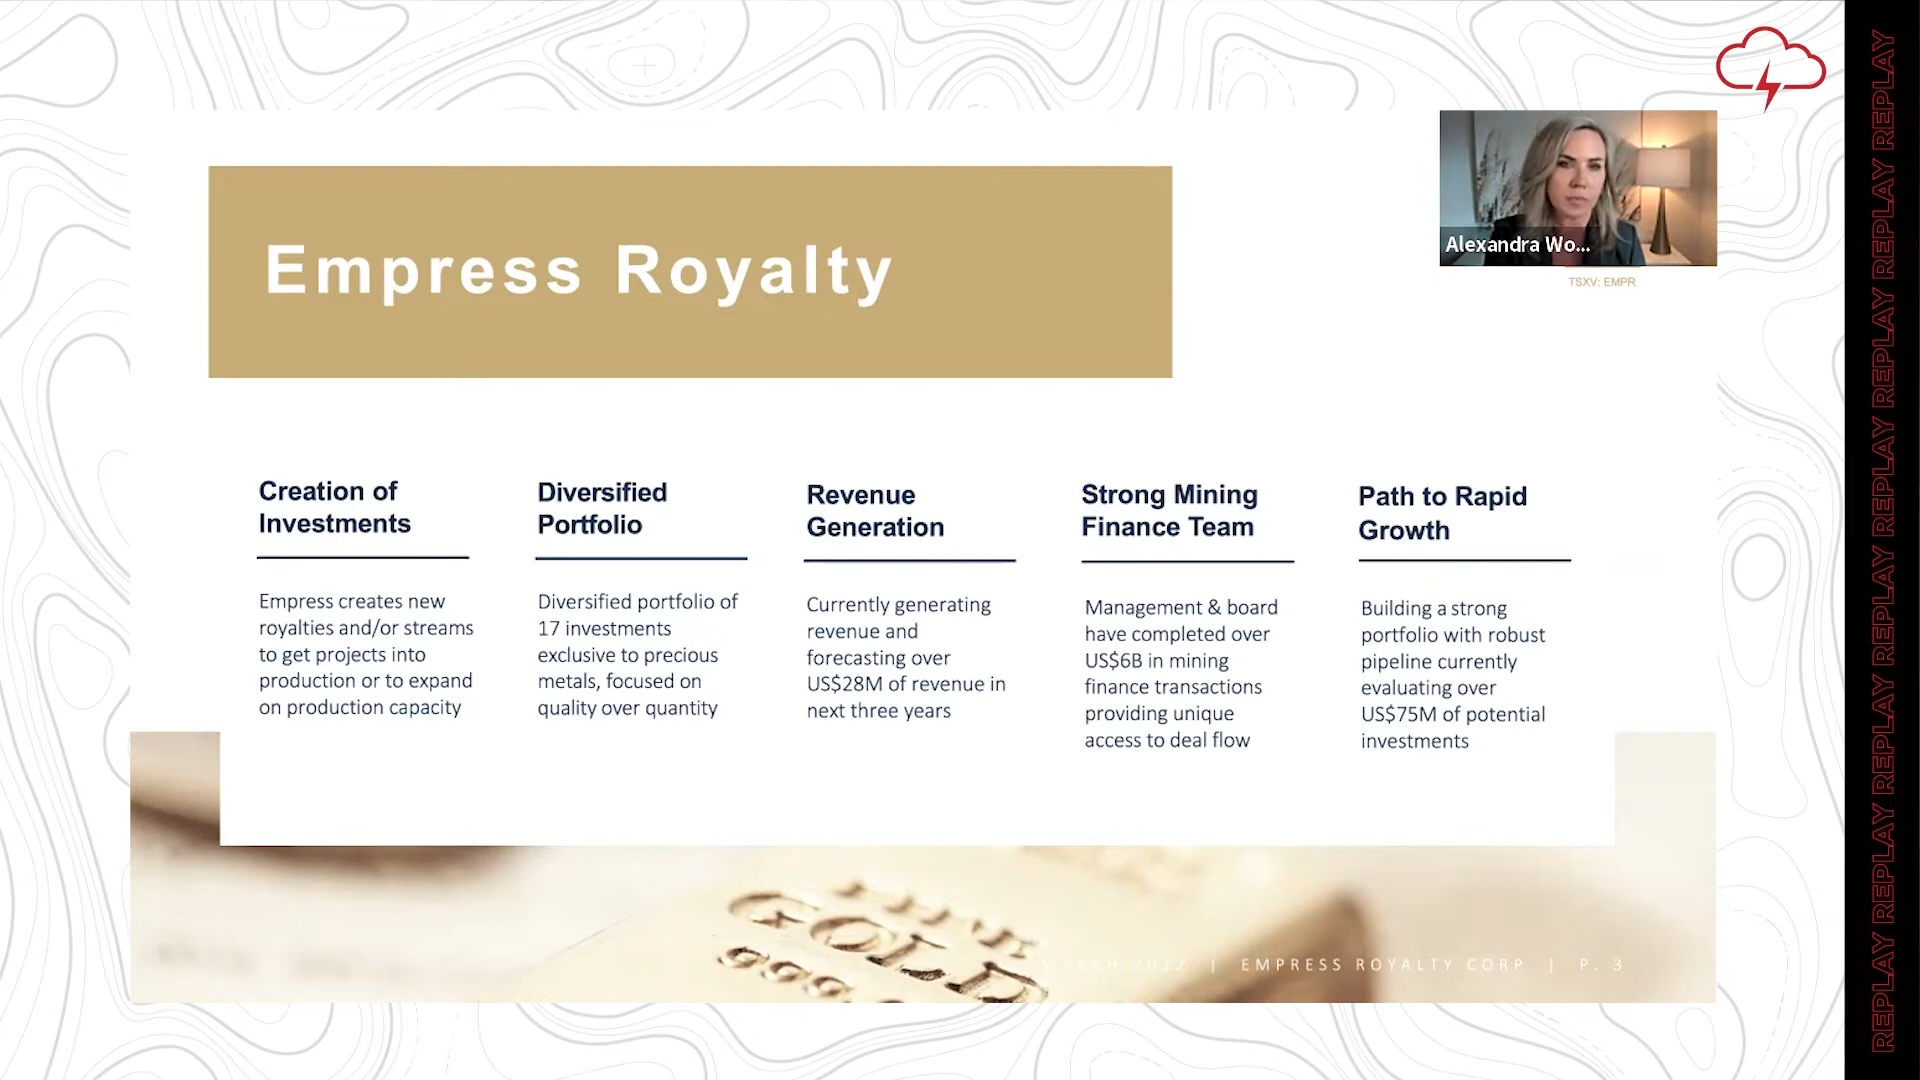 Empress Royalty
Alexandra Wo...
TSXV: EMPR
Creation of
Investments
Empress creates new
royalties and/or streams
to get projects into
production or to expand
on production capacity
Diversified
Portfolio
Diversified portfolio of
17 investments
exclusive to precious
metals, focused on
quality over quantity
Revenue
Generation
Currently generating
revenue and
forecasting over
US$28M of revenue in
next three years
Strong Mining
Finance Team
Management & board
have completed over
US$6B in mining
finance transactions
providing unique
access to deal flow
Path to Rapid
Growth
Building a strong
portfolio with robust
pipeline currently
evaluating over
US$75M of potential
investments
FINE
GOLD
999.
MARCH 2022 | EMPRESS ROYALTY CORP | P. 3
REPLAY REPLAY REPLAY REPLAY REPLAY REPLAY REPLAY REPLAY